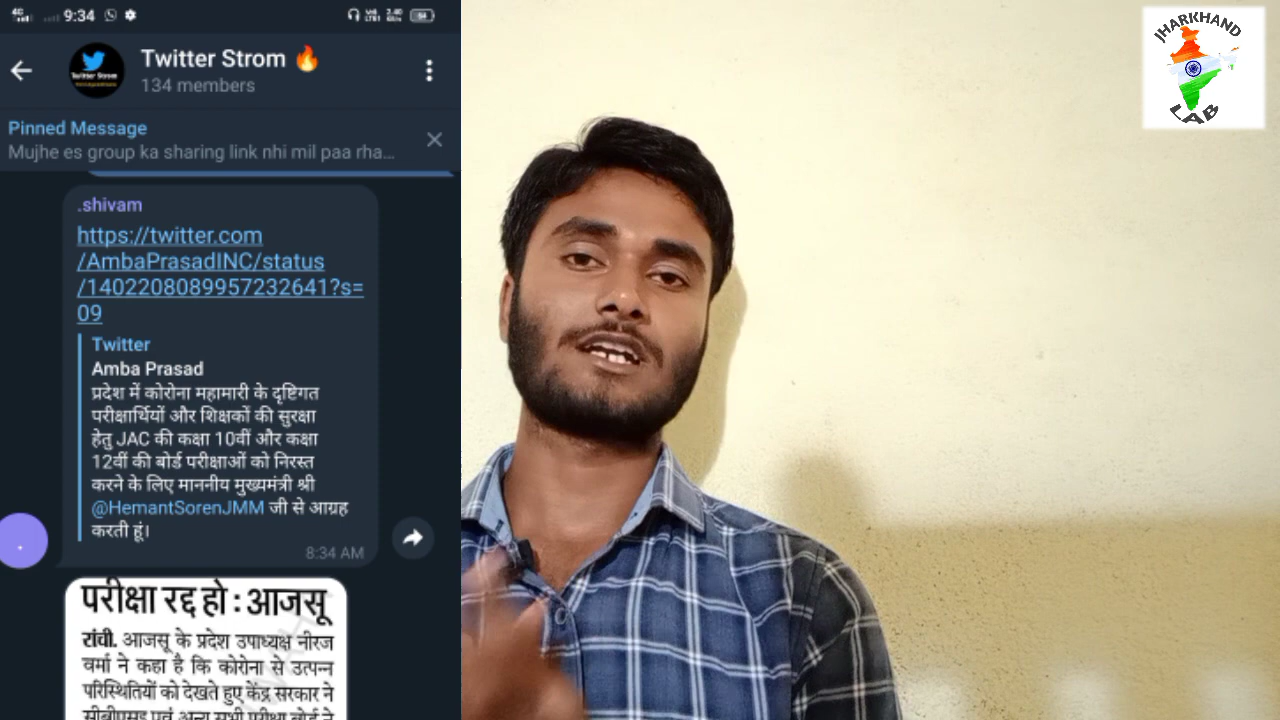 4G 9:34
Twitter Strom 🔥
134 members
Pinned Message
Mujhe es group ka sharing link nhi mil paa rha...
.shivam
https://twitter.com
/AmbaPrasadINC/status
/1402208089957232641?s=
09
Twitter
Amba Prasad
प्रदेश में कोरोना महामारी के दृष्टिगत
परीक्षार्थियों और शिक्षकों की सुरक्षा
हेतु JAC की कक्षा 10वीं और कक्षा
12वीं की बोर्ड परीक्षाओं को निरस्त
करने के लिए माननीय मुख्यमंत्री श्री
@HemantSorenJMM जी से आग्रह
करती हूं।
8:34 AM
परीक्षा रद्द हो : आजसू
रांची. आजसू के प्रदेश उपाध्यक्ष नीरज
वर्मा ने कहा है कि कोरोना से उत्पन्न
परिस्थितियों को देखते हुए केंद्र सरकार ने
JHARKHAND
LAB